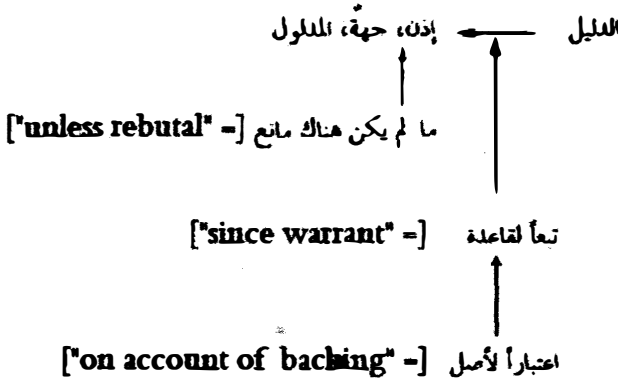 الدليل إذن، جهة، المدلول
ما لم يكن هناك مانع [= "unless rebutal"]
تبعاً لقاعدة [= "since warrant"]
اعتباراً لأصل [= "on account of backing"]